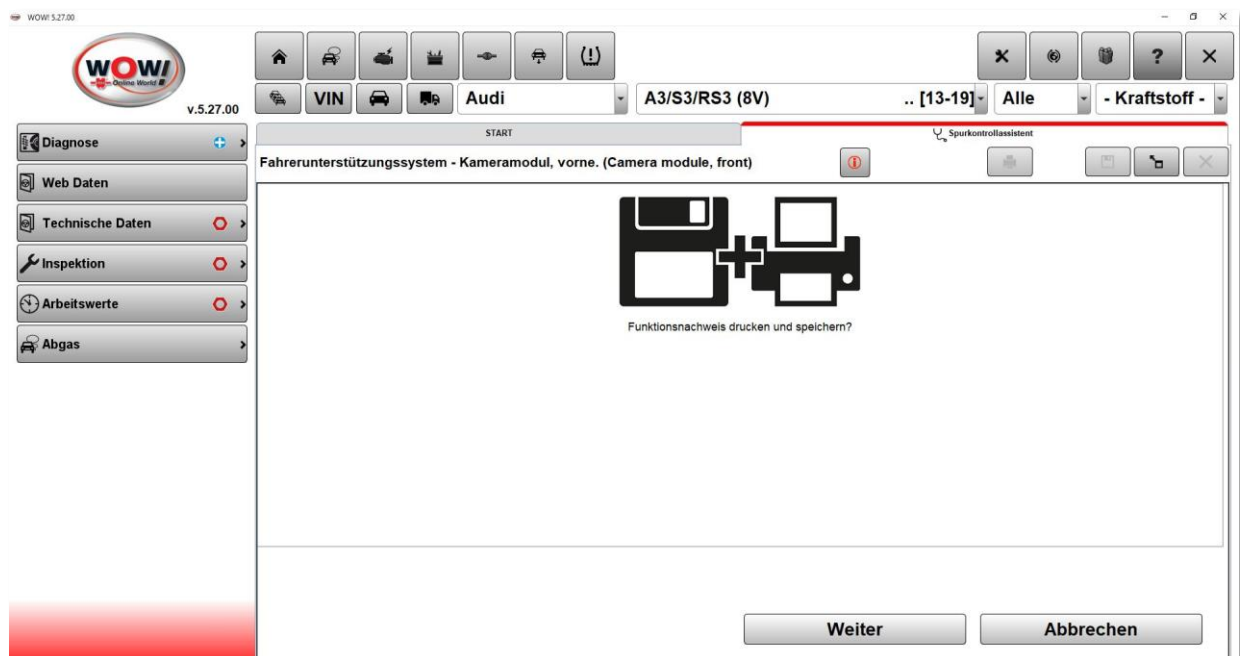 WOW! 5.27.00
WOW!
Online World
v.5.27.00
VIN
Audi
A3/S3/RS3 (8V)
.. [13-19]
Alle
- Kraftstoff -
?
Diagnose
Web Daten
Technische Daten
Inspektion
Arbeitswerte
Abgas
START
Spurkontrollassistent
Fahrerunterstützungssystem - Kameramodul, vorne. (Camera module, front)
Funktionsnachweis drucken und speichern?
Weiter
Abbrechen